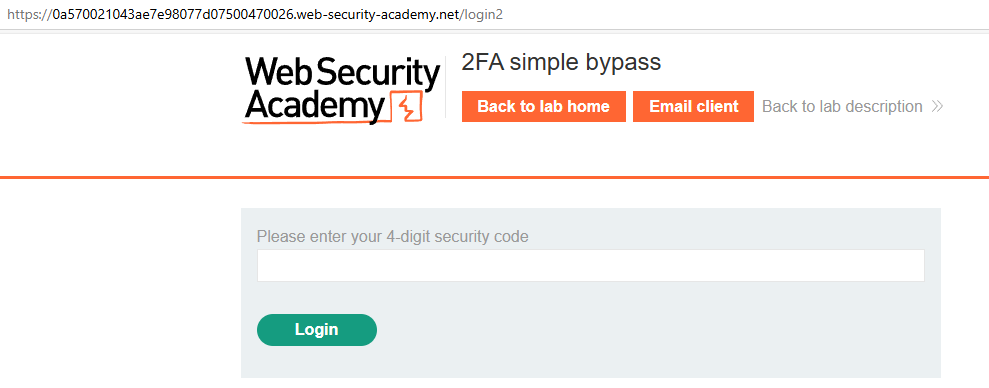 https://0a570021043ae7e98077d07500470026.web-security-academy.net/login2
Web Security
Academy
2FA simple bypass
Back to lab home
Email client
Back to lab description
Please enter your 4-digit security code
Login